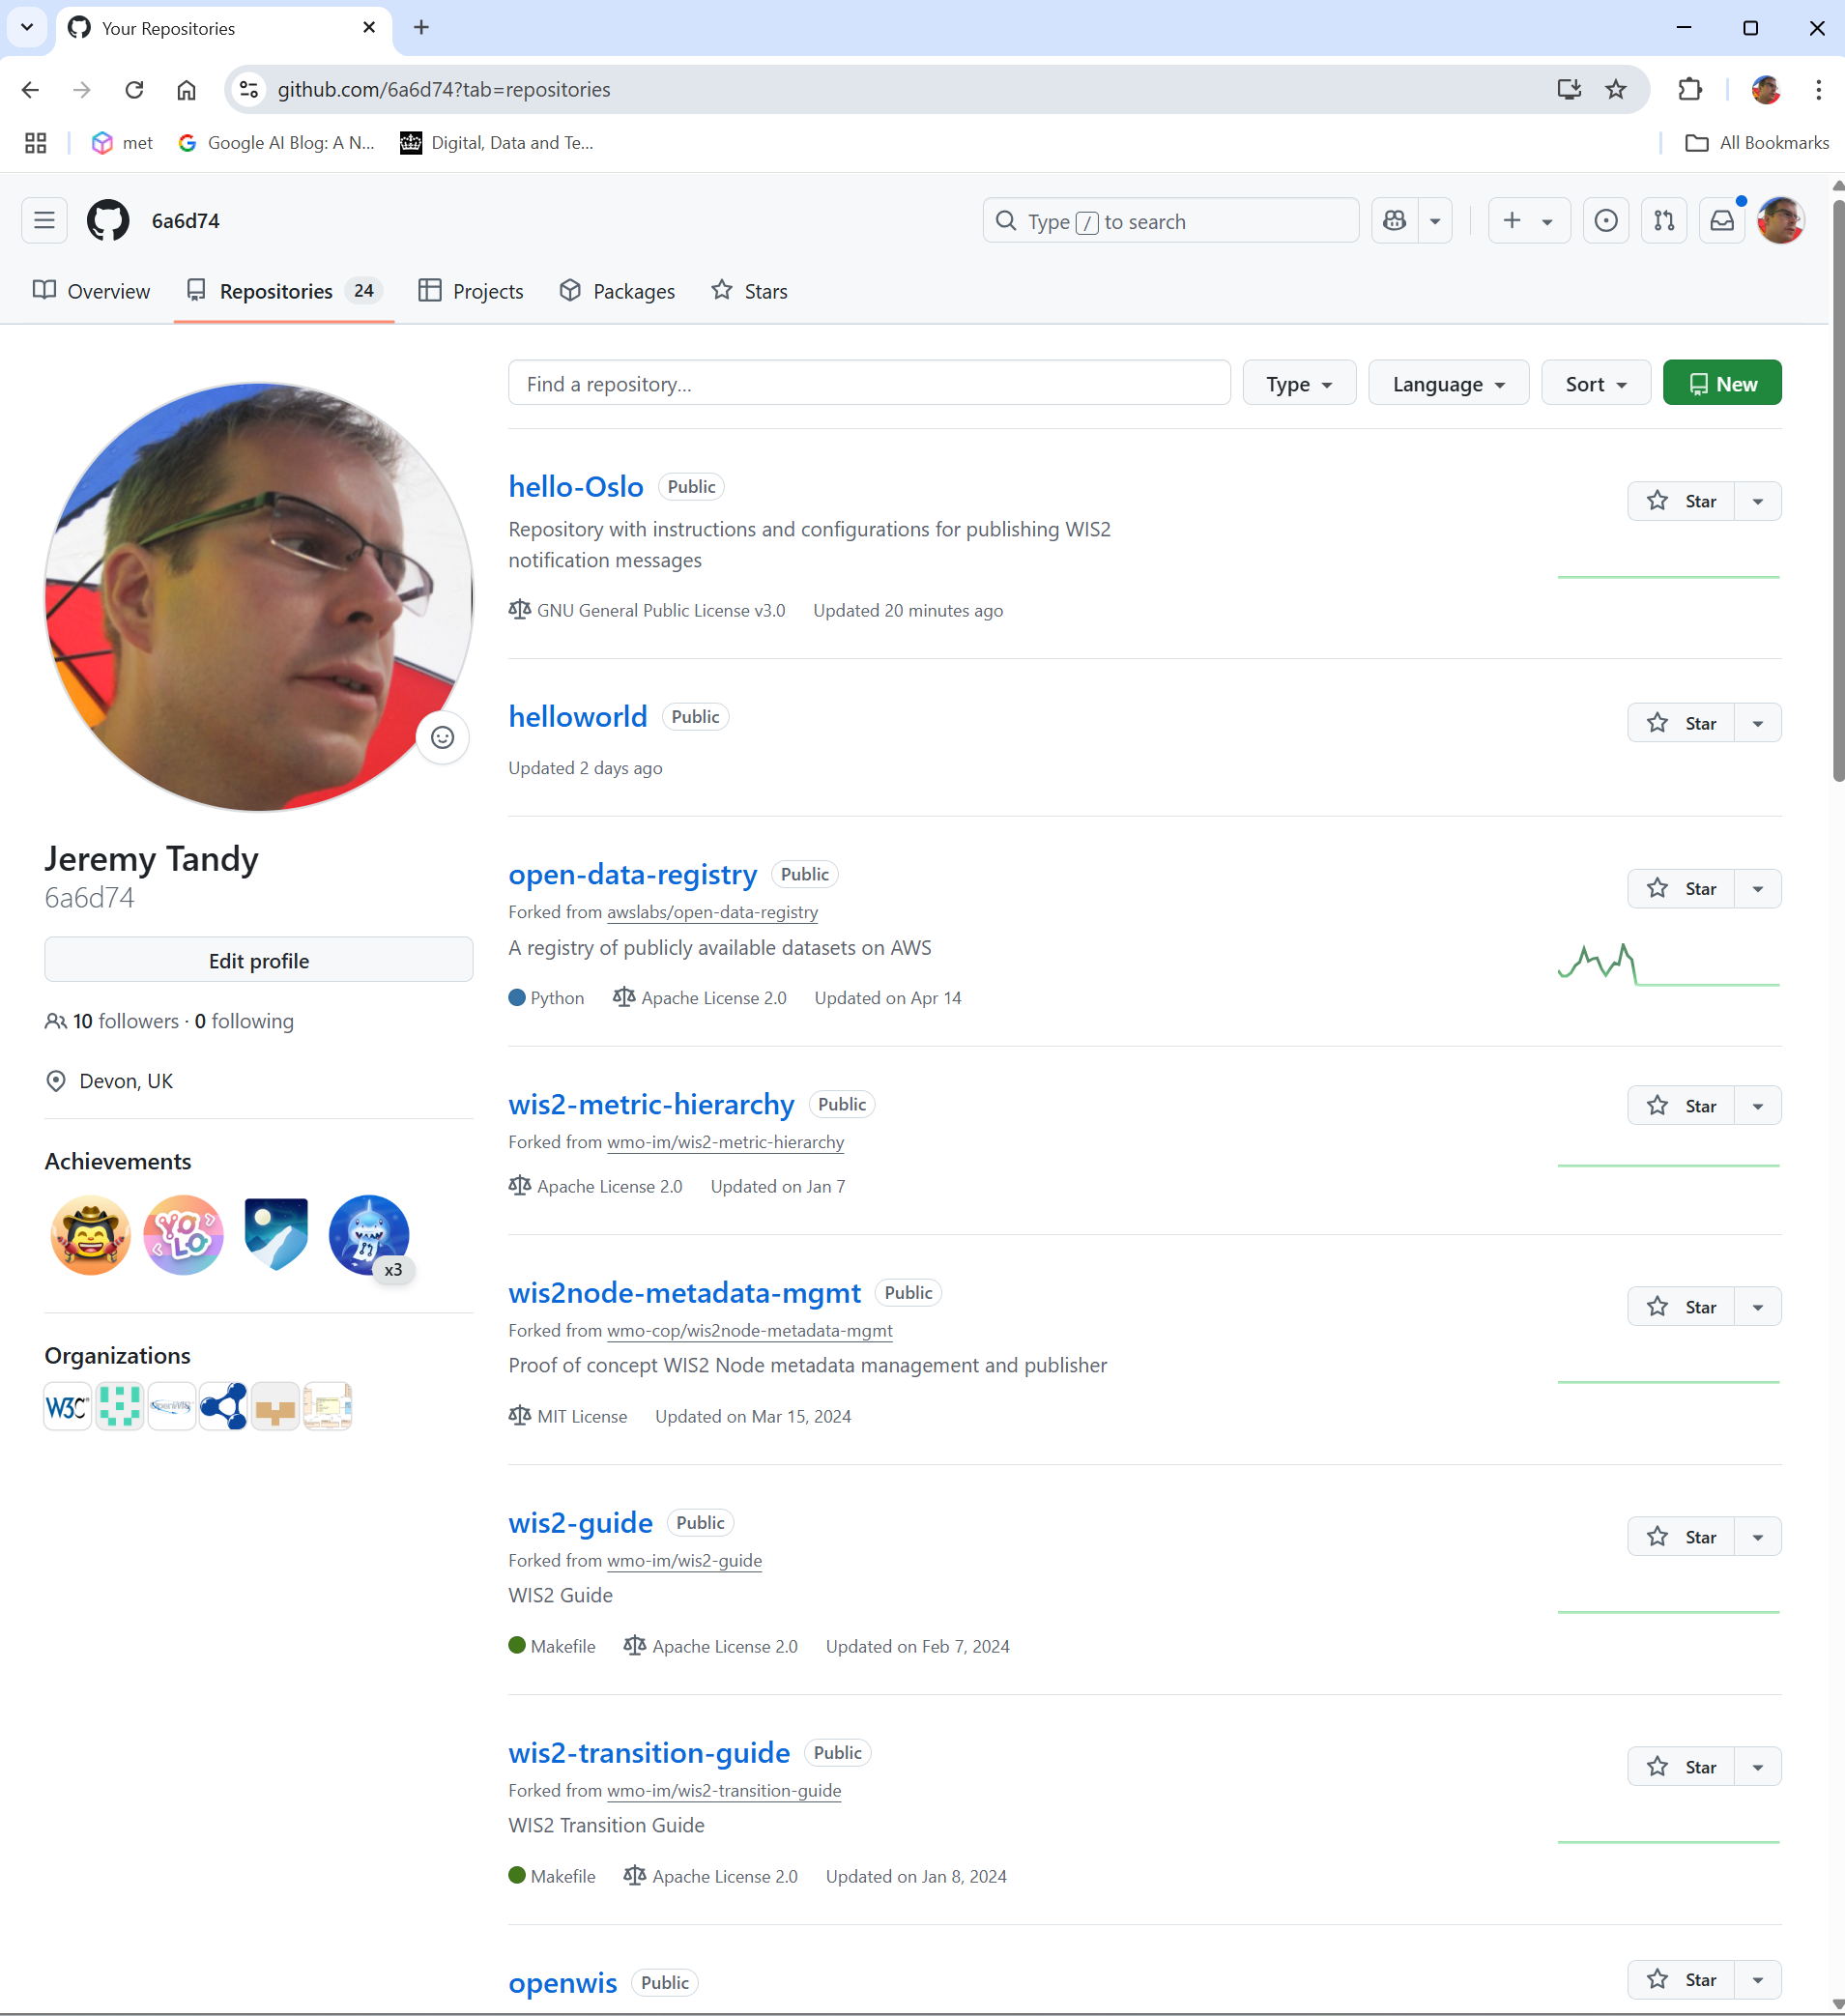 Your Repositories
github.com/6a6d74?tab=repositories
met
Google AI Blog: A N...
Digital, Data and Te...
All Bookmarks
6a6d74
Type / to search
Overview
Repositories 24
Projects
Packages
Stars
Find a repository...
Type
Language
Sort
New
hello-Oslo Public
Star
Repository with instructions and configurations for publishing WIS2
notification messages
GNU General Public License v3.0 Updated 20 minutes ago
helloworld Public
Star
Updated 2 days ago
open-data-registry Public
Star
Forked from awslabs/open-data-registry
A registry of publicly available datasets on AWS
Python Apache License 2.0 Updated on Apr 14
wis2-metric-hierarchy Public
Star
Forked from wmo-im/wis2-metric-hierarchy
Apache License 2.0 Updated on Jan 7
wis2node-metadata-mgmt Public
Star
Forked from wmo-cop/wis2node-metadata-mgmt
Proof of concept WIS2 Node metadata management and publisher
MIT License Updated on Mar 15, 2024
wis2-guide Public
Star
Forked from wmo-im/wis2-guide
WIS2 Guide
Makefile Apache License 2.0 Updated on Feb 7, 2024
wis2-transition-guide Public
Star
Forked from wmo-im/wis2-transition-guide
WIS2 Transition Guide
Makefile Apache License 2.0 Updated on Jan 8, 2024
openwis Public
Star
Jeremy Tandy
6a6d74
Edit profile
10 followers · 0 following
Devon, UK
Achievements
YOLO
x3
Organizations
W3C
OpenWIS